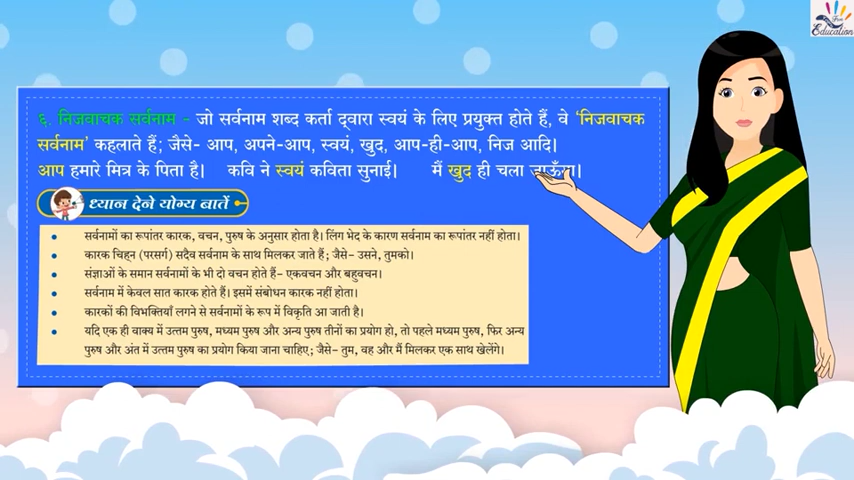 Free
Education
६. निजवाचक सर्वनाम - जो सर्वनाम शब्द कर्ता द्वारा स्वयं के लिए प्रयुक्त होते हैं, वे ‘निजवाचक
सर्वनाम’ कहलाते हैं; जैसे- आप, अपने-आप, स्वयं, खुद, आप-ही-आप, निज आदि।
आप हमारे मित्र के पिता है। कवि ने स्वयं कविता सुनाई। मैं खुद ही चला जाऊँगा।
ध्यान देने योग्य बातें
• सर्वनामों का रूपांतर कारक, वचन, पुरुष के अनुसार होता है। लिंग भेद के कारण सर्वनाम का रूपांतर नहीं होता।
• कारक चिह्न (परसर्ग) सदैव सर्वनाम के साथ मिलकर जाते हैं; जैसे- उसने, तुमको।
• संज्ञाओं के समान सर्वनामों के भी दो वचन होते हैं- एकवचन और बहुवचन।
• सर्वनाम में केवल सात कारक होते हैं। इसमें संबोधन कारक नहीं होता।
• कारकों की विभक्तियाँ लगने से सर्वनामों के रूप में विकृति आ जाती है।
• यदि एक ही वाक्य में उत्तम पुरुष, मध्यम पुरुष और अन्य पुरुष तीनों का प्रयोग हो, तो पहले मध्यम पुरुष, फिर अन्य
पुरुष और अंत में उत्तम पुरुष का प्रयोग किया जाना चाहिए; जैसे- तुम, वह और मैं मिलकर एक साथ खेलेंगे।